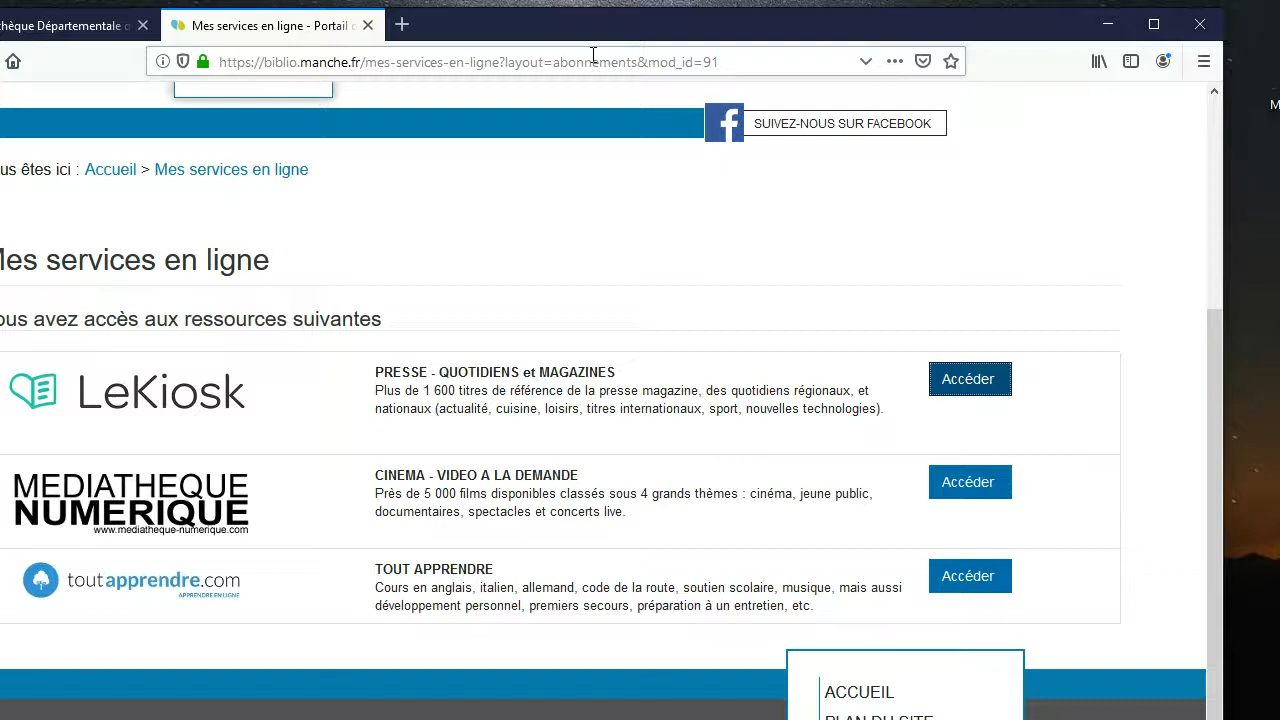 thèque Départementale
Mes services en ligne - Portail
https://biblio.manche.fr/mes-services-en-ligne?layout=abonnements&mod_id=91
M
SUIVEZ-NOUS SUR FACEBOOK
us êtes ici : Accueil > Mes services en ligne
Mes services en ligne
ous avez accès aux ressources suivantes
LeKiosk
PRESSE - QUOTIDIENS et MAGAZINES
Plus de 1 600 titres de référence de la presse magazine, des quotidiens régionaux, et
nationaux (actualité, cuisine, loisirs, titres internationaux, sport, nouvelles technologies).
Accéder
MEDIATHEQUE
NUMERIQUE
www.mediatheque-numerique.com
CINEMA - VIDEO A LA DEMANDE
Près de 5 000 films disponibles classés sous 4 grands thèmes : cinéma, jeune public,
documentaires, spectacles et concerts live.
Accéder
toutapprendre.com
APPRENDRE EN LIGNE
TOUT APPRENDRE
Cours en anglais, italien, allemand, code de la route, soutien scolaire, musique, mais aussi
développement personnel, premiers secours, préparation à un entretien, etc.
Accéder
ACCUEIL
PLAN DU SITE